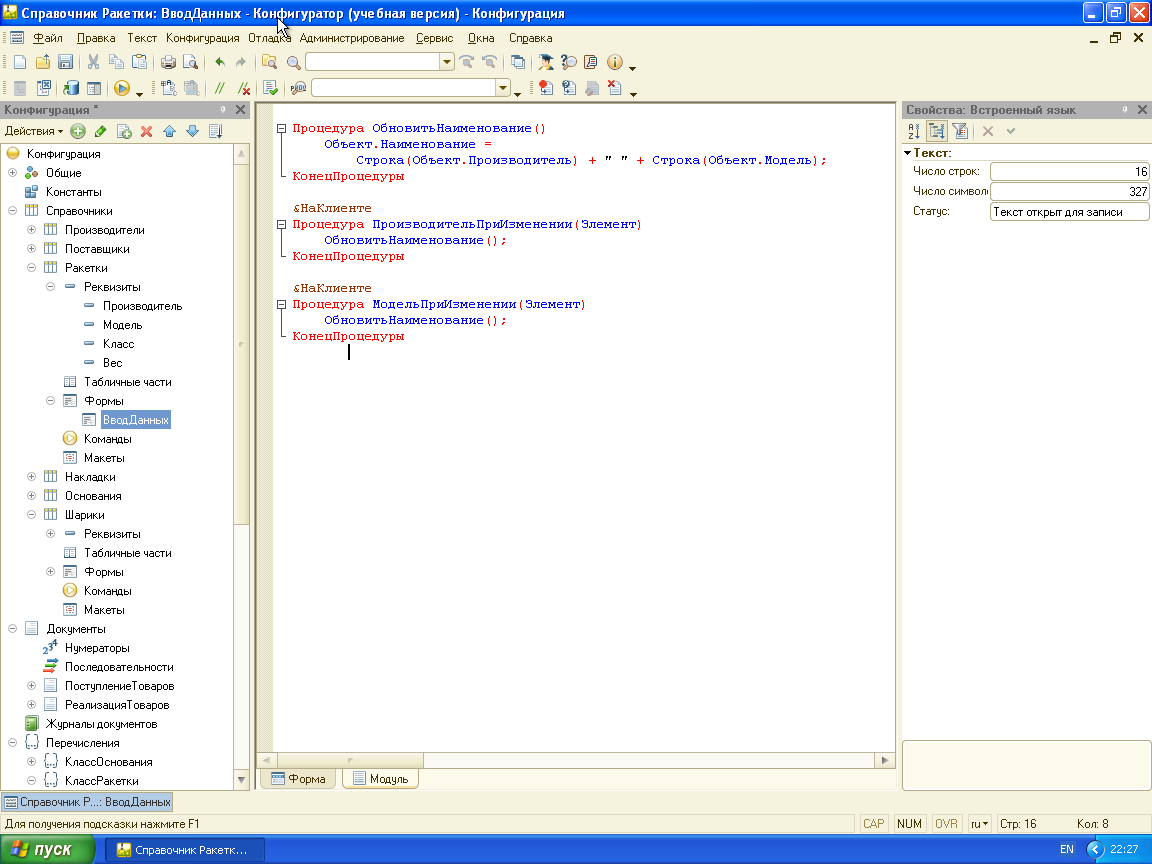 Справочник Ракетки: ВводДанных - Конфигуратор (учебная версия) - Конфигурация
Файл Правка Текст Конфигурация Отладка Администрирование Сервис Окна Справка
Конфигурация *
Действия
Конфигурация
Общие
Константы
Справочники
Производители
Поставщики
Ракетки
Реквизиты
Производитель
Модель
Класс
Вес
Табличные части
Формы
ВводДанных
Команды
Макеты
Накладки
Основания
Шарики
Реквизиты
Табличные части
Формы
Команды
Макеты
Документы
Нумераторы
Последовательности
ПоступлениеТоваров
РеализацияТоваров
Журналы документов
Перечисления
КлассОснования
КлассРакетки
Процедура ОбновитьНаименование()
Объект.Наименование =
Строка(Объект.Производитель) + " " + Строка(Объект.Модель);
КонецПроцедуры
&НаКлиенте
Процедура ПроизводительПриИзменении(Элемент)
ОбновитьНаименование();
КонецПроцедуры
&НаКлиенте
Процедура МодельПриИзменении(Элемент)
ОбновитьНаименование();
КонецПроцедуры
Форма Модуль
Свойства: Встроенный язык
Текст:
Число строк: 16
Число символо 327
Статус: Текст открыт для записи
Справочник Р...: ВводДанных
Для получения подсказки нажмите F1
CAP NUM OVR ru Стр: 16 Кол: 8
пуск Справочник Ракетк... EN 22:27